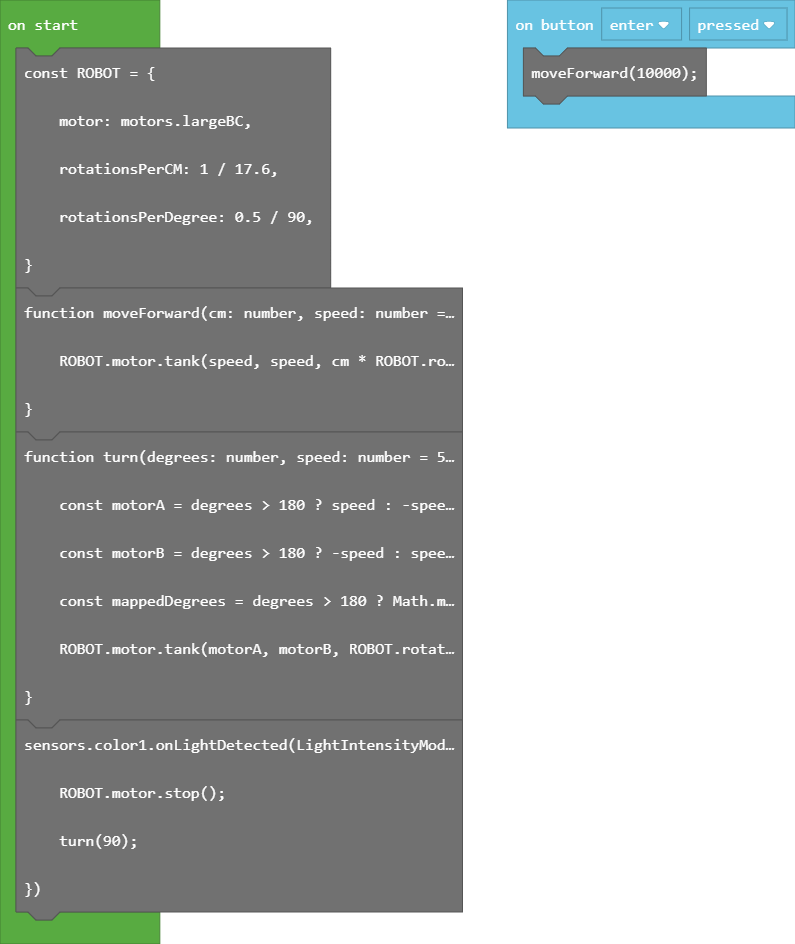 on start
const ROBOT = {
motor: motors.largeBC,
rotationsPerCM: 1 / 17.6,
rotationsPerDegree: 0.5 / 90,
}
function moveForward(cm: number, speed: number =…
ROBOT.motor.tank(speed, speed, cm * ROBOT.ro…
}
function turn(degrees: number, speed: number = 5…
const motorA = degrees > 180 ? speed : -spee…
const motorB = degrees > 180 ? -speed : spee…
const mappedDegrees = degrees > 180 ? Math.m…
ROBOT.motor.tank(motorA, motorB, ROBOT.rotat…
}
sensors.color1.onLightDetected(LightIntensityMod…
ROBOT.motor.stop();
turn(90);
})
on button enter pressed
moveForward(10000);